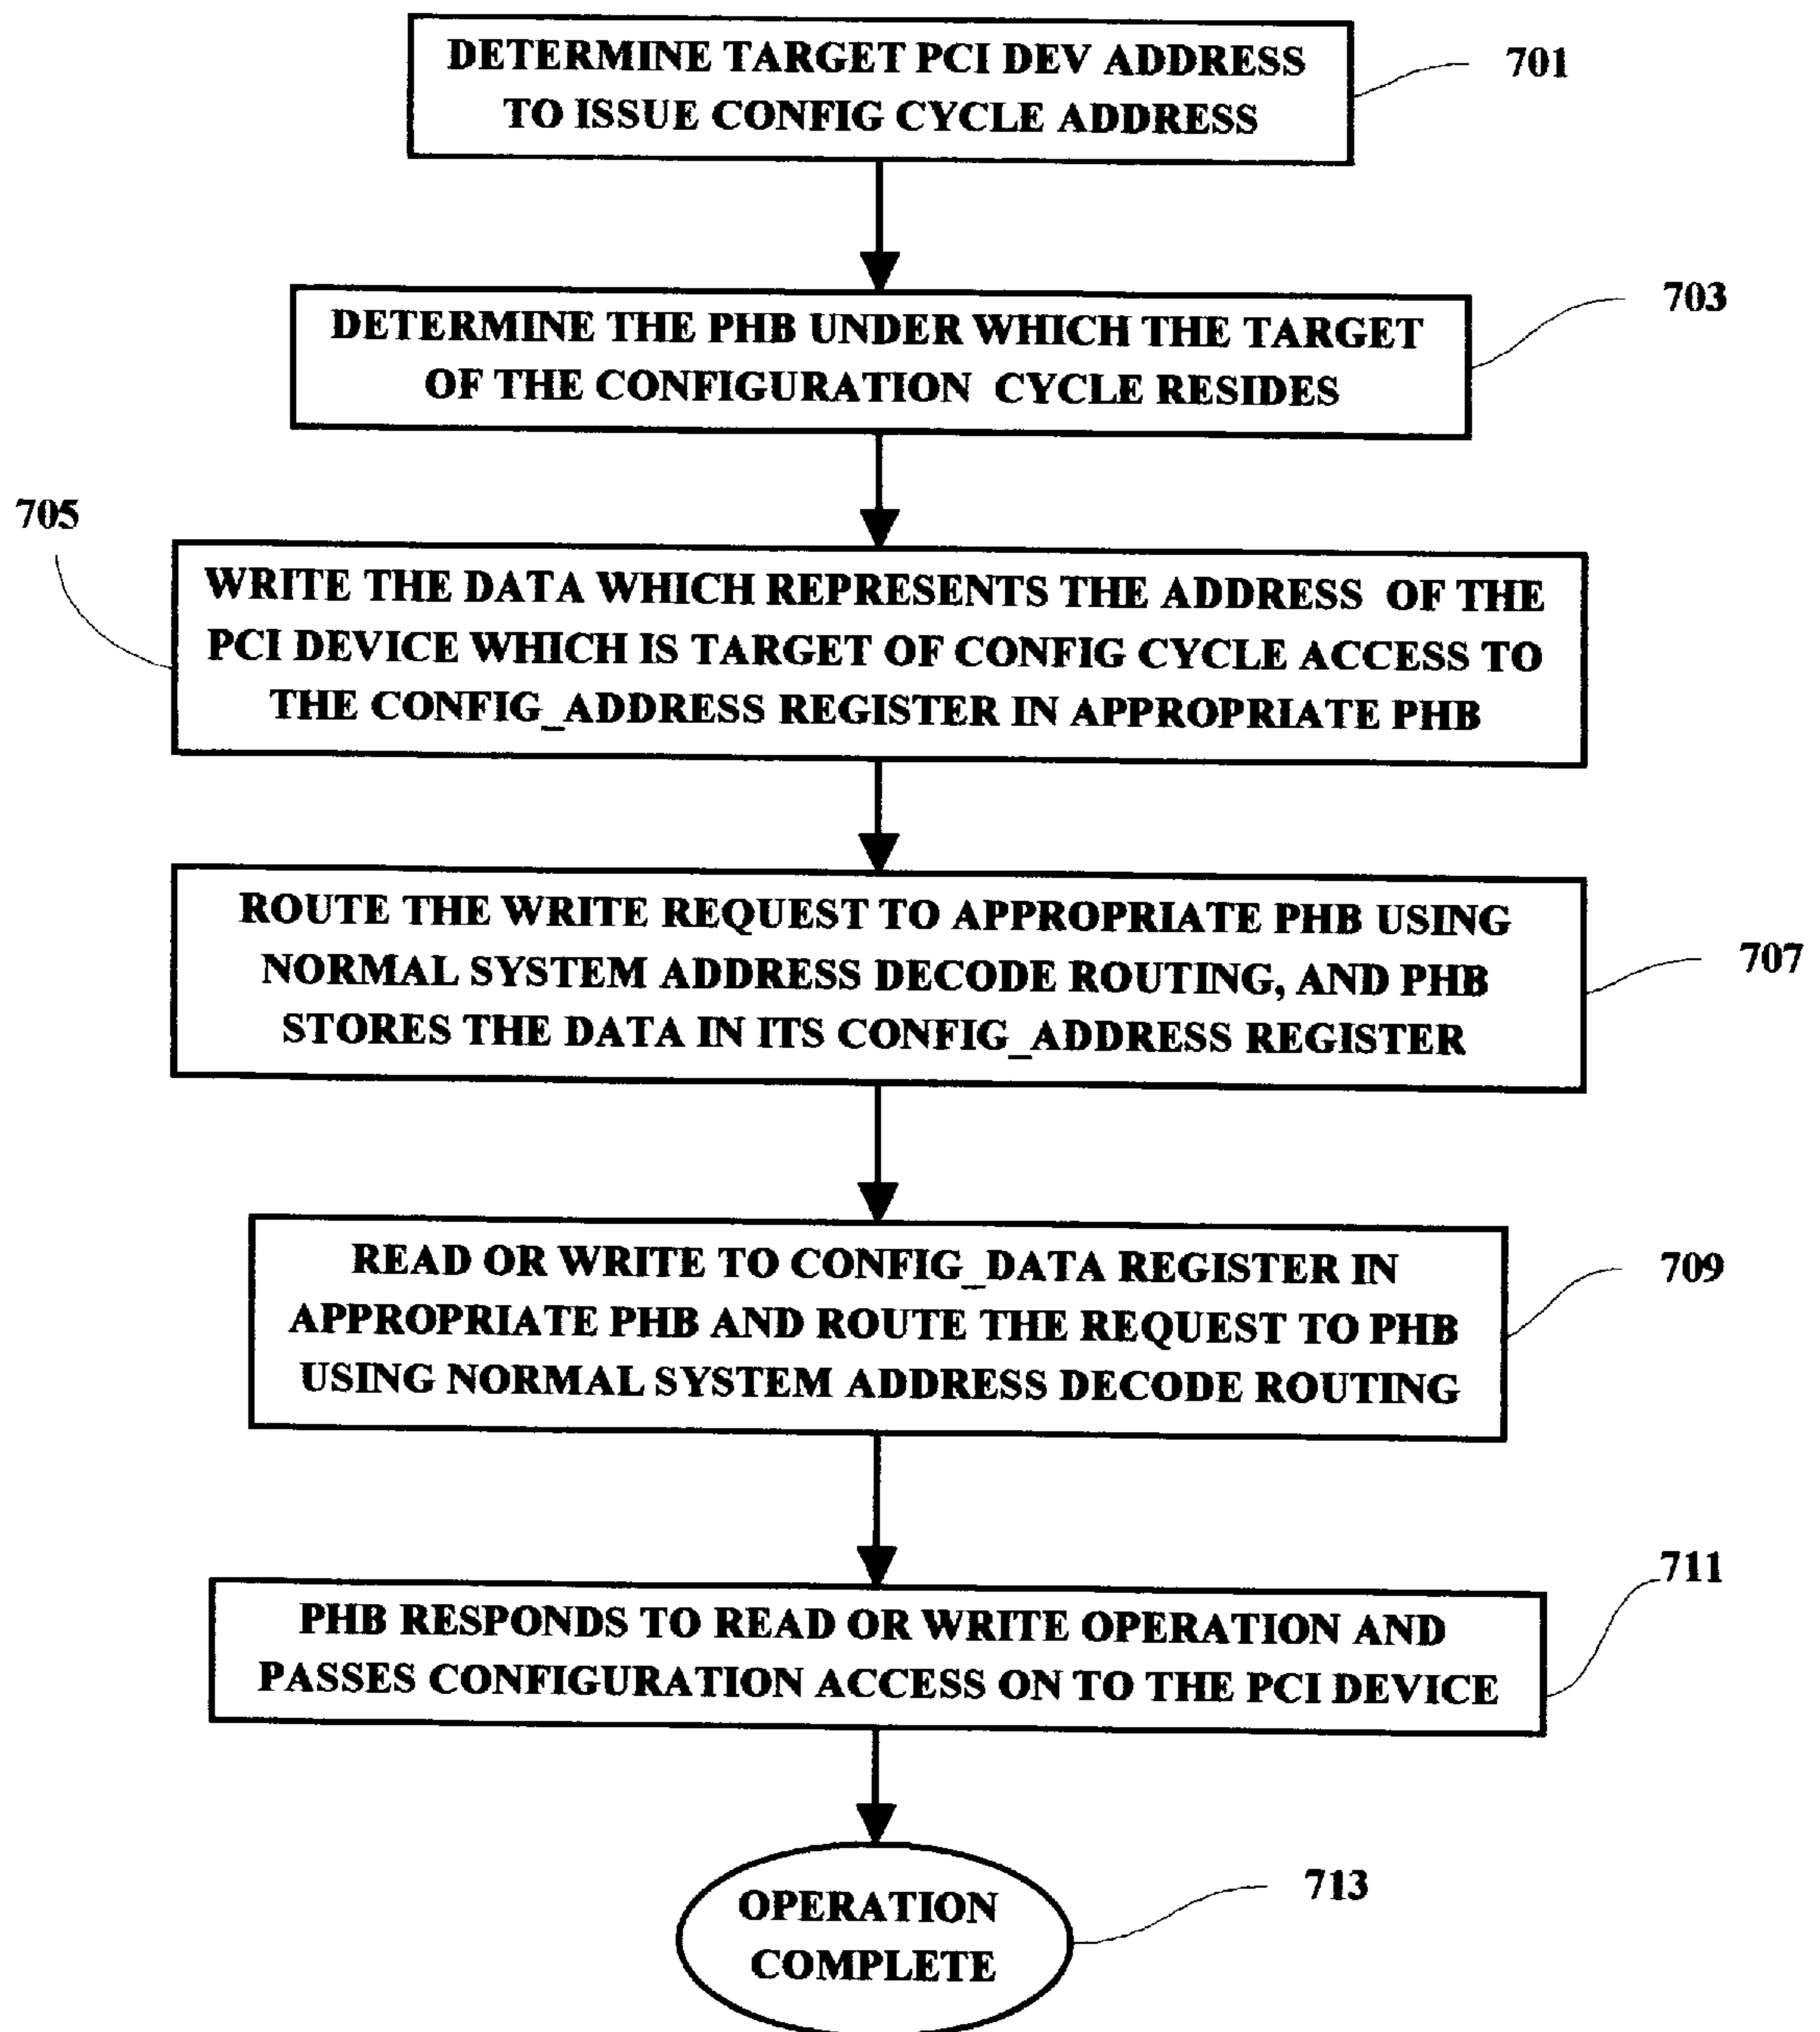 DETERMINE TARGET PCI DEV ADDRESS
TO ISSUE CONFIG CYCLE ADDRESS
701
DETERMINE THE PHB UNDER WHICH THE TARGET
OF THE CONFIGURATION CYCLE RESIDES
703
705
WRITE THE DATA WHICH REPRESENTS THE ADDRESS OF THE
PCI DEVICE WHICH IS TARGET OF CONFIG CYCLE ACCESS TO
THE CONFIG_ADDRESS REGISTER IN APPROPRIATE PHB
ROUTE THE WRITE REQUEST TO APPROPRIATE PHB USING
NORMAL SYSTEM ADDRESS DECODE ROUTING, AND PHB
STORES THE DATA IN ITS CONFIG_ADDRESS REGISTER
707
READ OR WRITE TO CONFIG_DATA REGISTER IN
APPROPRIATE PHB AND ROUTE THE REQUEST TO PHB
USING NORMAL SYSTEM ADDRESS DECODE ROUTING
709
PHB RESPONDS TO READ OR WRITE OPERATION AND
PASSES CONFIGURATION ACCESS ON TO THE PCI DEVICE
711
OPERATION
COMPLETE
713